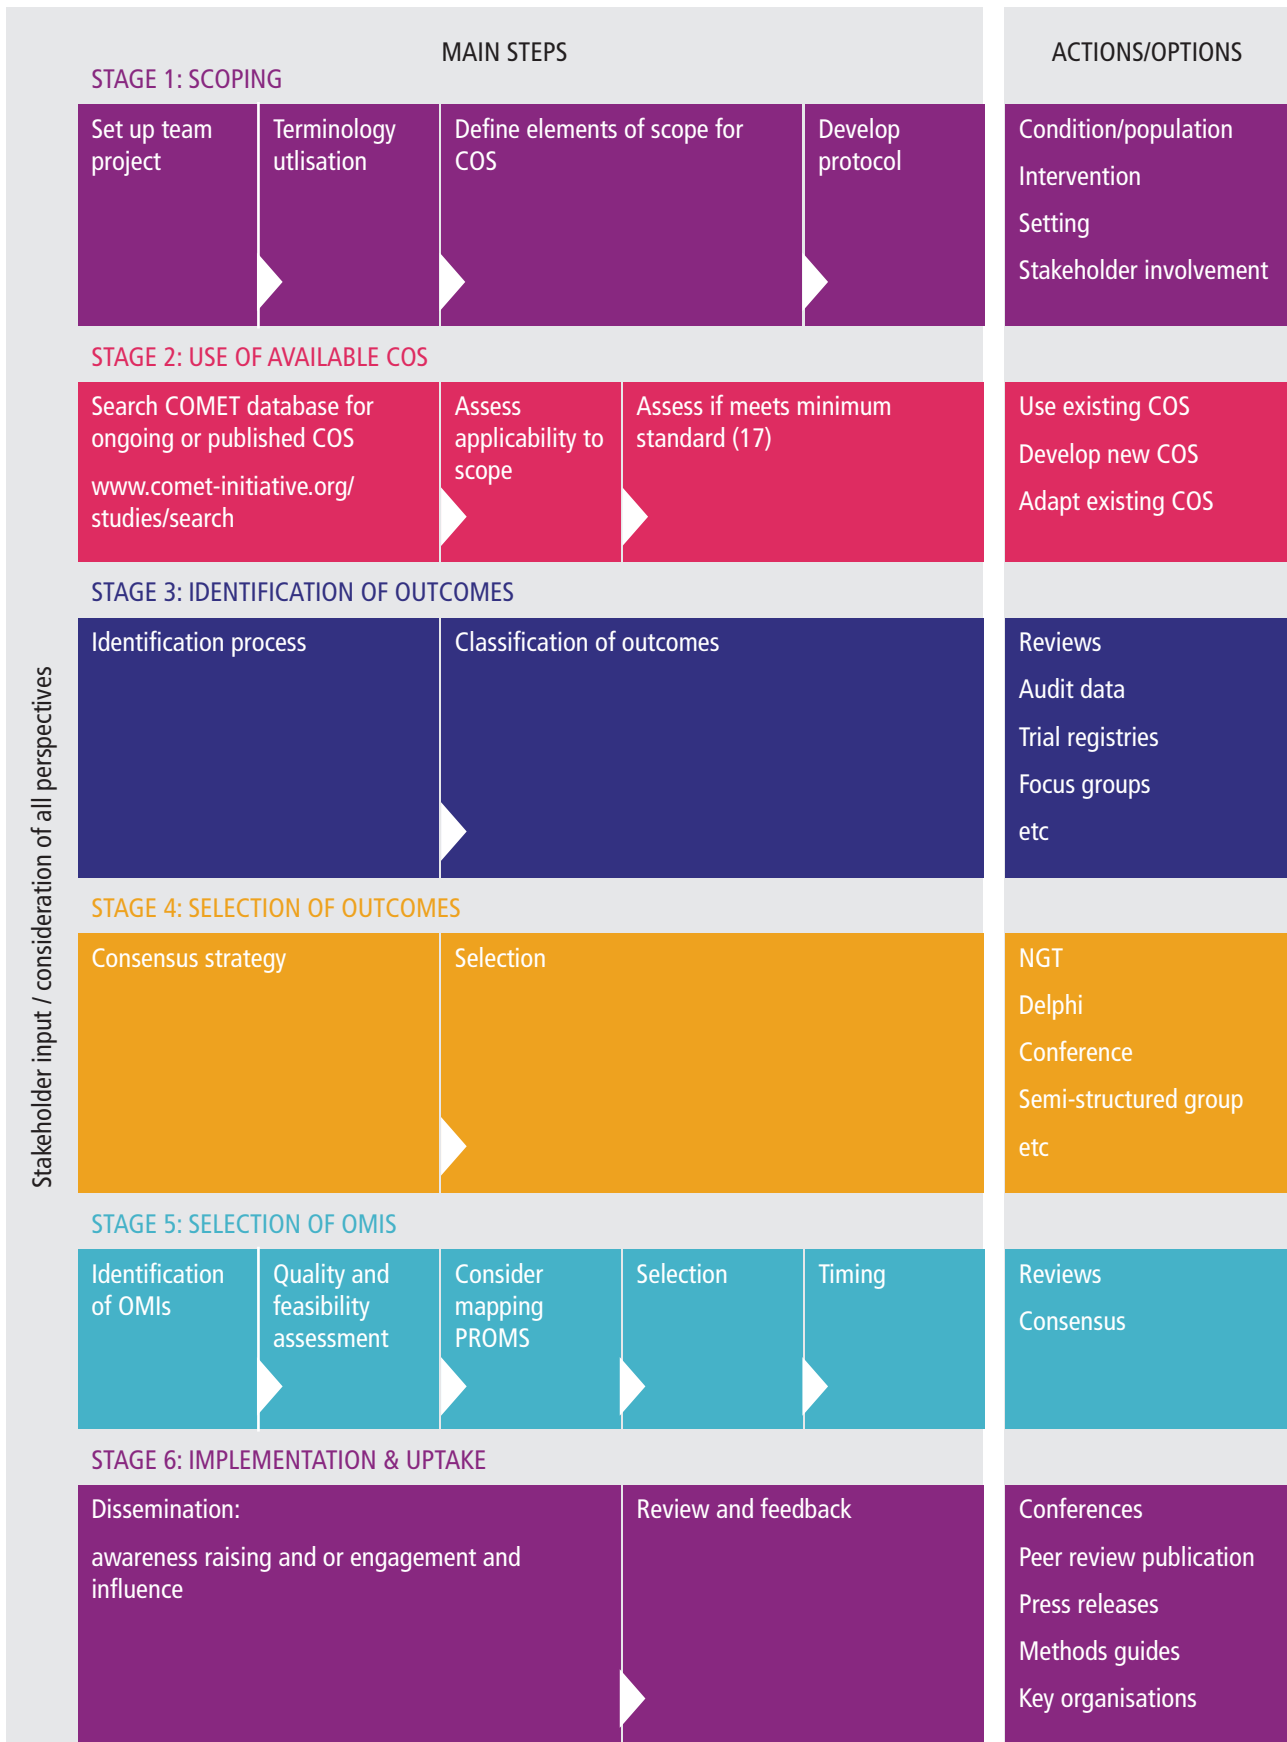 MAIN STEPS
ACTIONS/OPTIONS
STAGE 1: SCOPING
Set up team
project
Terminology
utlisation
Define elements of scope for
COS
Develop
protocol
Condition/population
Intervention
Setting
Stakeholder involvement
STAGE 2: USE OF AVAILABLE COS
Search COMET database for
ongoing or published COS
www.comet-initiative.org/
studies/search
Assess
applicability to
scope
Assess if meets minimum
standard (17)
Use existing COS
Develop new COS
Adapt existing COS
STAGE 3: IDENTIFICATION OF OUTCOMES
Identification process
Classification of outcomes
Reviews
Audit data
Trial registries
Focus groups
etc
STAGE 4: SELECTION OF OUTCOMES
Consensus strategy
Selection
NGT
Delphi
Conference
Semi-structured group
etc
STAGE 5: SELECTION OF OMIS
Identification
of OMIs
Quality and
feasibility
assessment
Consider
mapping
PROMS
Selection
Timing
Reviews
Consensus
STAGE 6: IMPLEMENTATION & UPTAKE
Dissemination:
awareness raising and or engagement and
influence
Review and feedback
Conferences
Peer review publication
Press releases
Methods guides
Key organisations
Stakeholder input / consideration of all perspectives